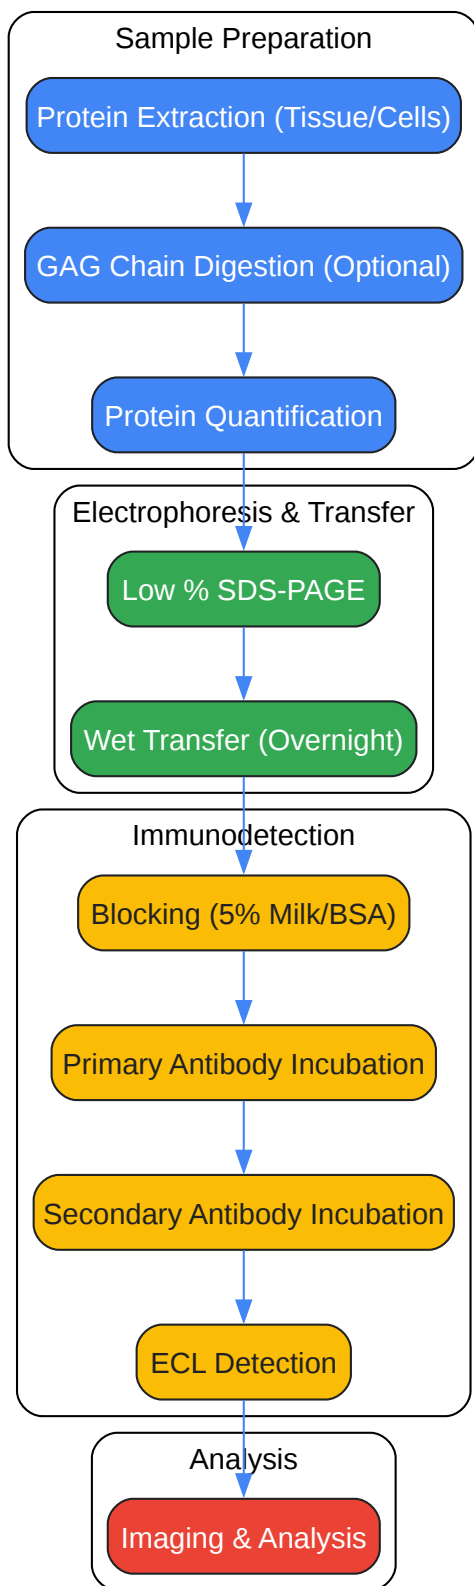 Sample Preparation
Protein Extraction (Tissue/Cells)
GAG Chain Digestion (Optional)
Protein Quantification
Electrophoresis & Transfer
Low % SDS-PAGE
Wet Transfer (Overnight)
Immunodetection
Blocking (5% Milk/BSA)
Primary Antibody Incubation
Secondary Antibody Incubation
ECL Detection
Analysis
Imaging & Analysis